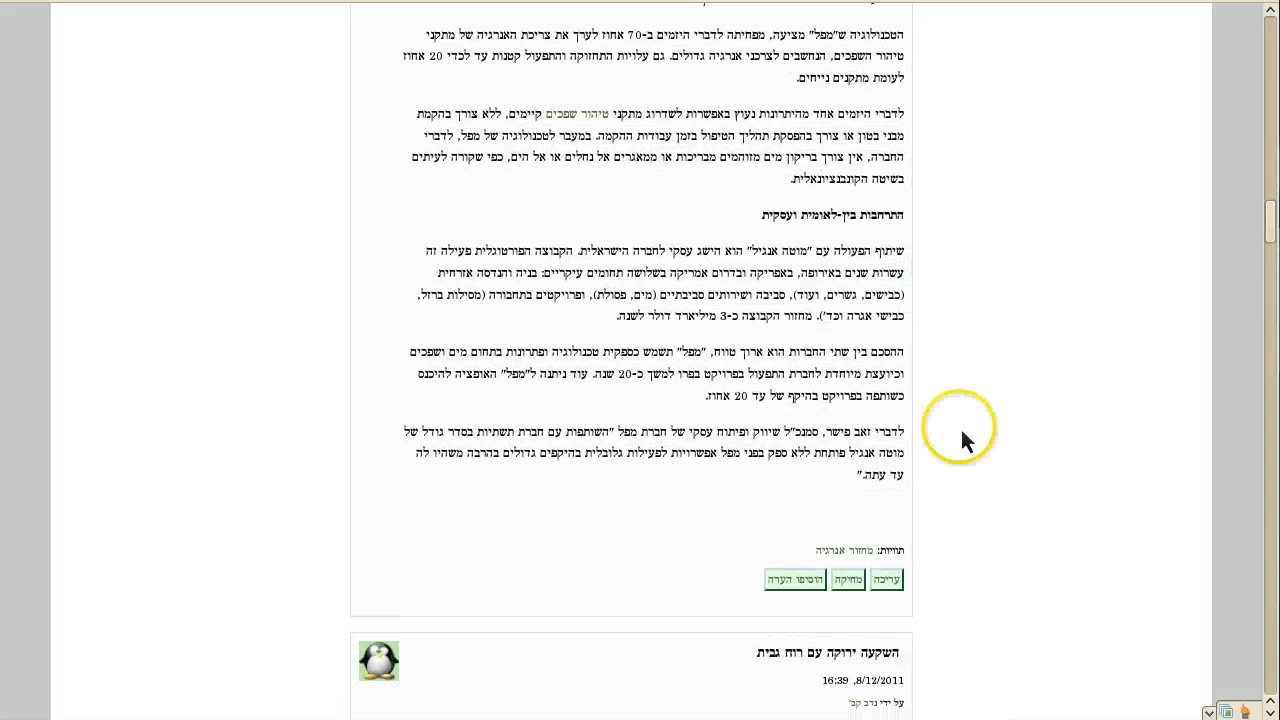 הטכנולוגיה ש"מפל" מציעה, מפחיתה לדברי היזמים ב-70 אחוז לערך את צריכת האנרגיה של מתקני
טיהור השפכים, הנחשבים לצרכני אנרגיה גדולים. גם עלויות התחזוקה והתפעול קטנות עד לכדי 20 אחוז
לעומת מתקנים נייחים.
לדברי היזמים אחד מהיתרונות נעוץ באפשרות לשדרוג מתקני טיהור שפכים קיימים, ללא צורך בהקמת
מבני בטון או צורך בהפסקת תהליך הטיפול בזמן עבודות ההקמה. במעבר לטכנולוגיה של מפל, לדברי
החברה, אין צורך בריקון מים מזוהמים מבריכות או ממאגרים אל נחלים או אל הים, כפי שקורה לעיתים
בשיטה הקונבנציונאלית.
התרחבות בין-לאומית ועסקית
שיתוף הפעולה עם "מוטה אנגיל" הוא הישג עסקי לחברה הישראלית. הקבוצה הפורטוגלית פעילה זה
עשרות שנים באירופה, באפריקה ובדרום אמריקה בשלושה תחומים עיקריים: בניה והנדסה אזרחית
(כבישים, גשרים, ועוד), סביבה ושירותים סביבתיים (מים, פסולת), ופרויקטים בתחבורה (מסילות ברזל,
כבישי אגרה וכד'). מחזור הקבוצה כ-3 מיליארד דולר לשנה.
ההסכם בין שתי החברות הוא ארוך טווח, "מפל" תשמש כספקית טכנולוגיה ופתרונות בתחום מים ושפכים
וכיועצת מיוחדת לחברת התפעול בפרויקט בפרו למשך כ-20 שנה. עוד ניתנה ל"מפל" האופציה להיכנס
כשותפה בפרויקט בהיקף של עד 20 אחוז.
לדברי זאב פישר, סמנכ"ל שיווק ופיתוח עסקי של חברת מפל "השותפות עם חברת תשתיות בסדר גודל של
מוטה אנגיל פותחת ללא ספק בפני מפל אפשרויות לפעילות גלובלית בהיקפים גדולים בהרבה משהיו לה
עד עתה."
תוויות: מחזור אנרגיה
עריכה מחיקה הוסיפו הערה
השקעה ירוקה עם רוח גבית
8/12/2011, 16:39
על ידי נדב קב'